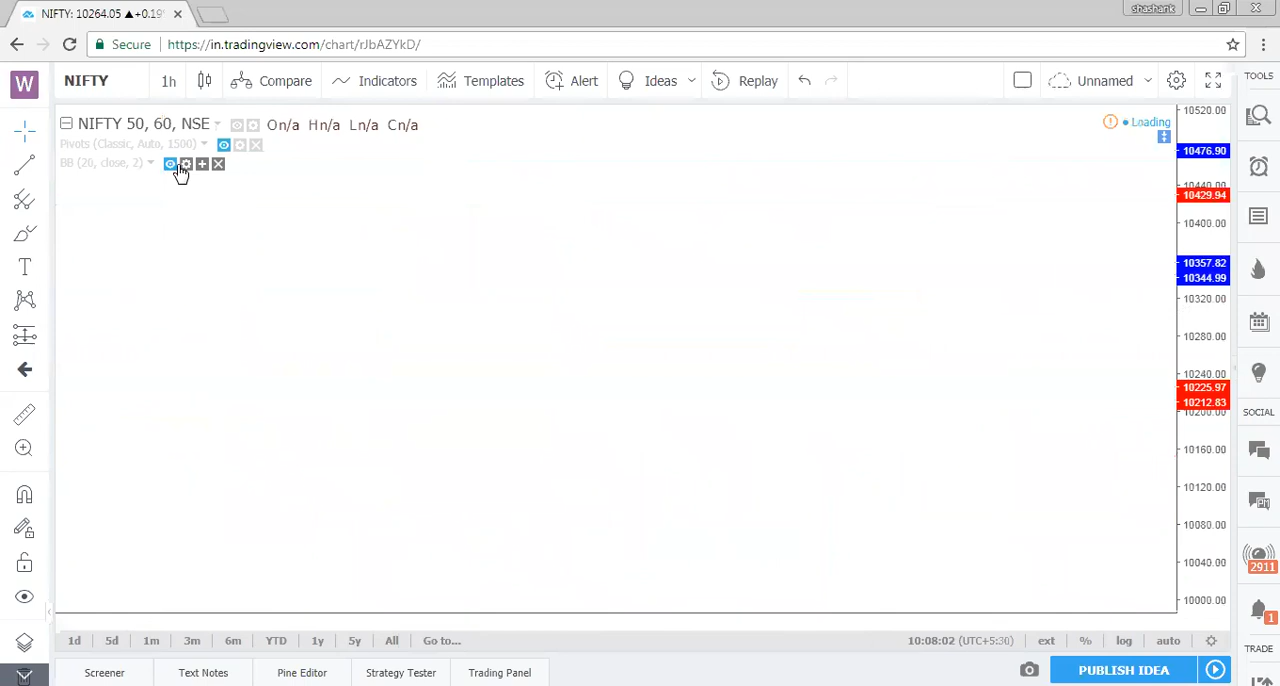 NIFTY: 10264.05 ▲+0.19%
shashank
Secure https://in.tradingview.com/chart/rJbAZYkD/
W NIFTY 1h Compare Indicators Templates Alert Ideas Replay Unnamed TOOLS
NIFTY 50, 60, NSE On/a Hn/a Ln/a Cn/a
Loading
Pivots (Classic, Auto, 1500)
BB (20, close, 2)
10520.00
10476.90
10440.00
10429.94
10400.00
10357.82
10344.99
10320.00
10280.00
10240.00
10225.97
10212.83
10200.00
10160.00
10120.00
10080.00
10040.00
10000.00
SOCIAL
2911
1
TRADE
1d 5d 1m 3m 6m YTD 1y 5y All Go to... 10:08:02 (UTC+5:30) ext % log auto
Screener Text Notes Pine Editor Strategy Tester Trading Panel PUBLISH IDEA